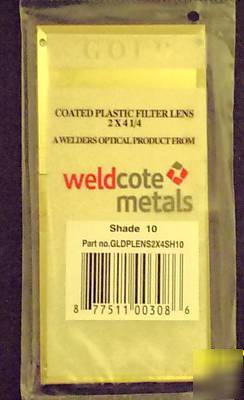 GOLD
COATED PLASTIC FILTER LENS
2 X 4 1/4
A WELDERS OPTICAL PRODUCT FROM
weldcote
metals
Shade 10
Part no.GLDPLENS2X4SH10
8 77511 00308 6